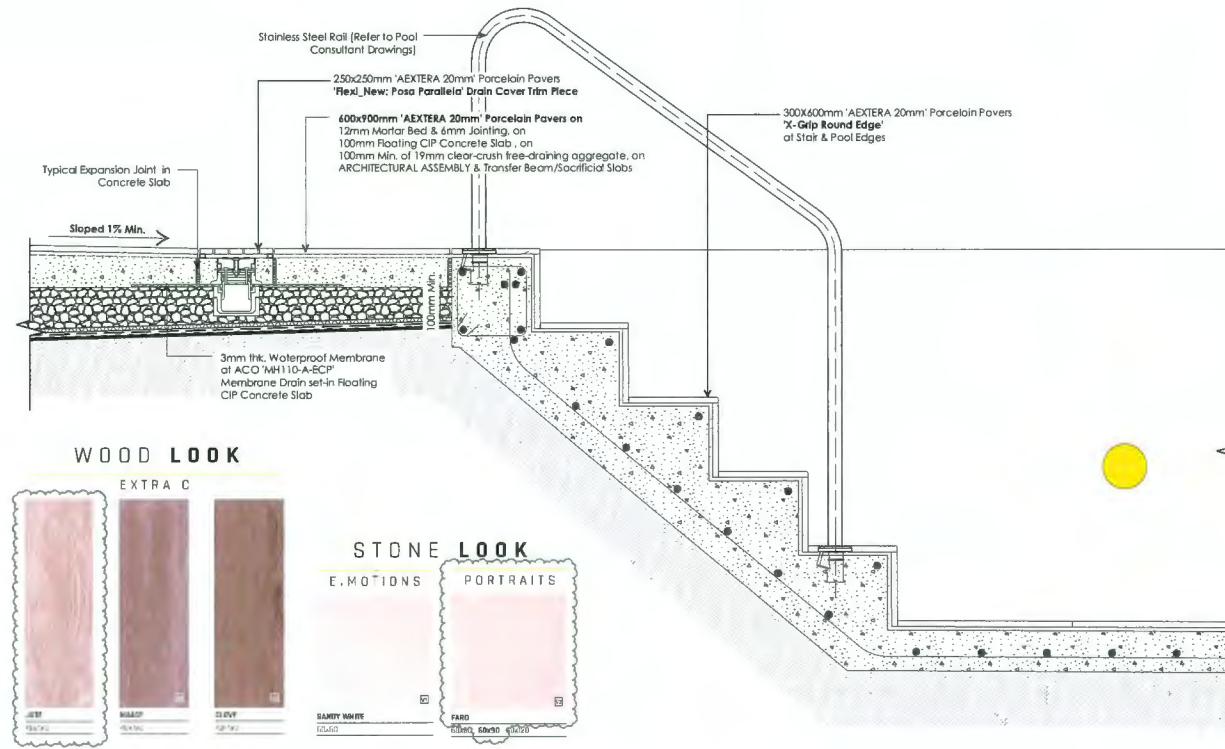 Stainless Steel Rail (Refer to Pool
Consultant Drawings)
250x250mm 'AEXTERA 20mm' Porcelain Pavers
'Flexi_New: Posa Parallela' Drain Cover Trim Piece
600x900mm 'AEXTERA 20mm' Porcelain Pavers on
12mm Mortar Bed & 6mm Jointing, on
100mm Floating CIP Concrete Slab , on
100mm Min. of 19mm clear-crush free-draining aggregate, on
ARCHITECTURAL ASSEMBLY & Transfer Beam/Sacrificial Slabs
300X600mm 'AEXTERA 20mm' Porcelain Pavers
'X-Grip Round Edge'
at Stair & Pool Edges
Typical Expansion Joint in
Concrete Slab
Sloped 1% Min.
100mm Min.
3mm thk. Waterproof Membrane
at ACO 'MH110-A-ECP'
Membrane Drain set-in Floating
CIP Concrete Slab
WOOD LOOK
EXTRA C
JUTE
CLOVE
STONE LOOK
E.MOTIONS
PORTRAITS
SANDY WHITE
FARO
60x90